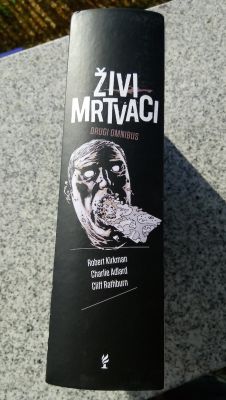 ŽIVI
MRTVACI
DRUGI OMNIBUS
Robert Kirkman
Charlie Adlard
Cliff Rathburn